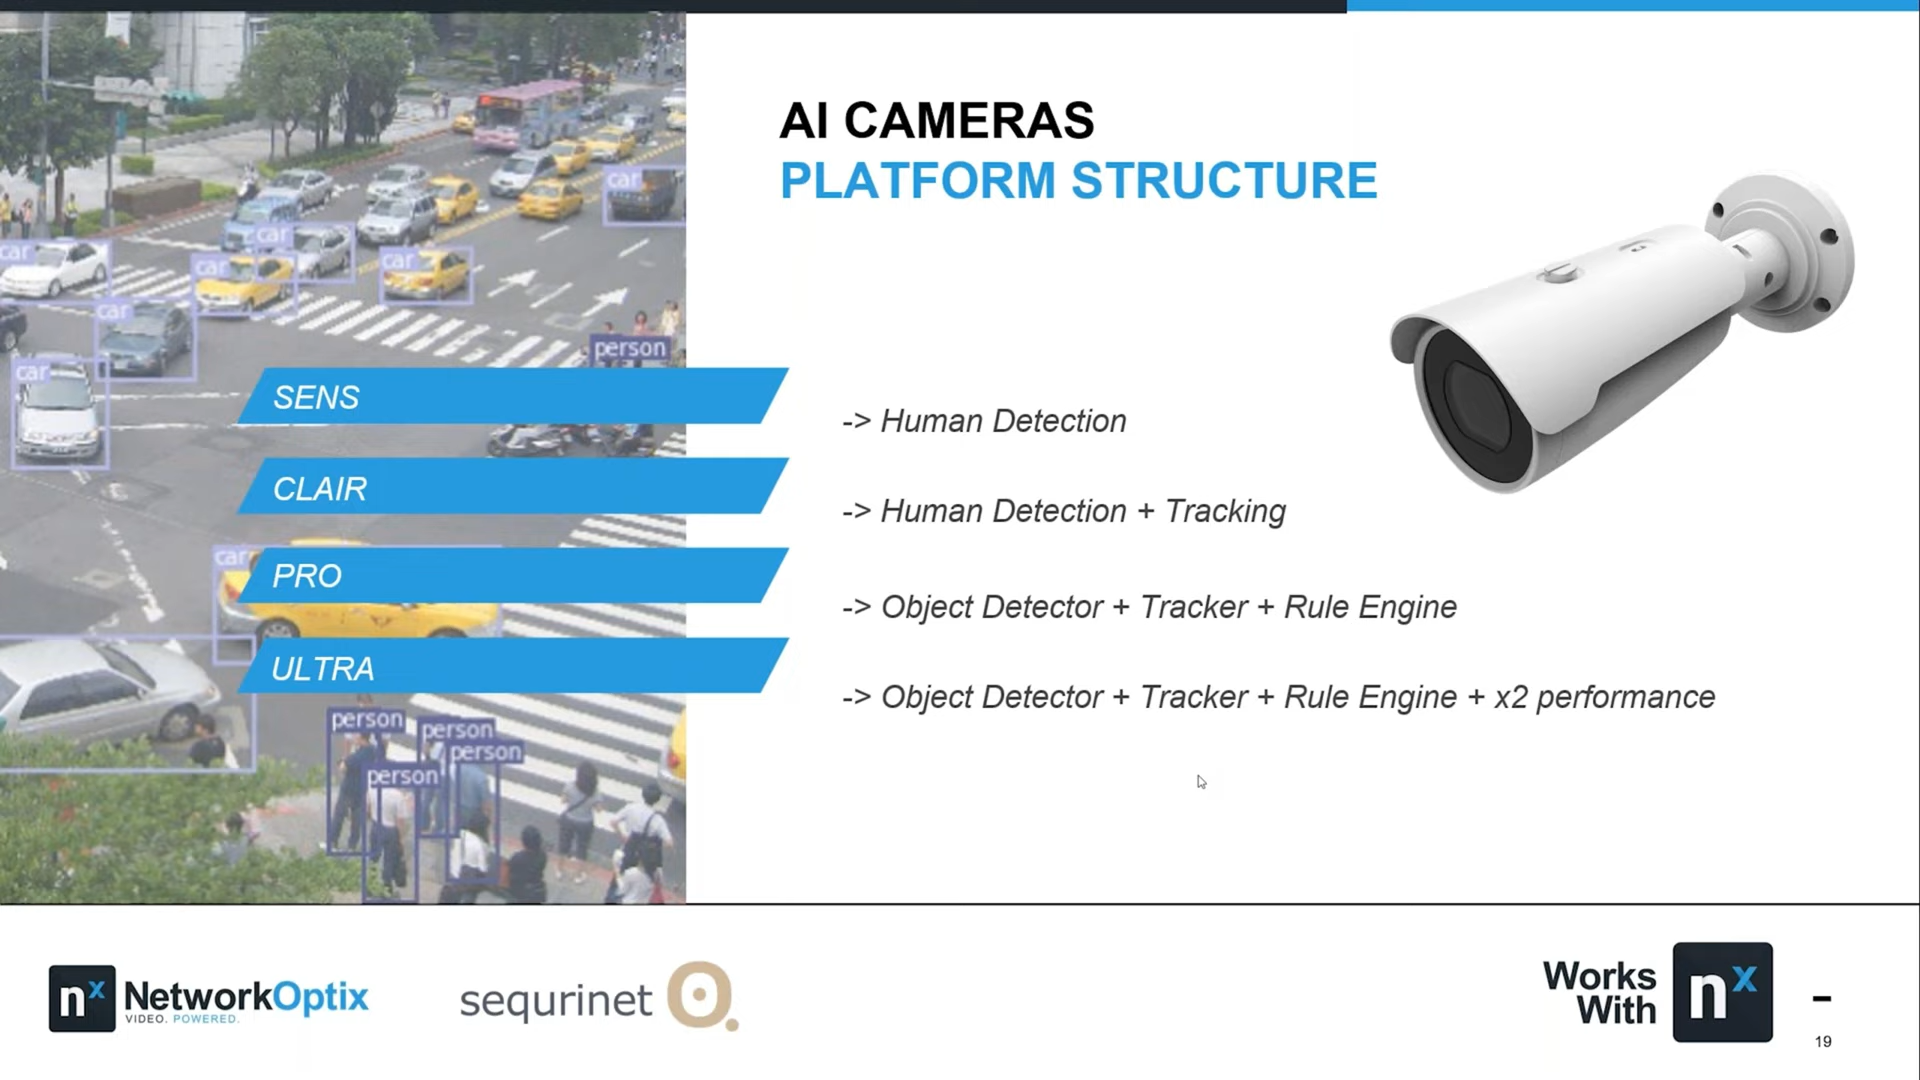 AI CAMERAS
PLATFORM STRUCTURE
car
car
car
car
car
car
person
SENS
-> Human Detection
CLAIR
-> Human Detection + Tracking
car
PRO
-> Object Detector + Tracker + Rule Engine
ULTRA
-> Object Detector + Tracker + Rule Engine + x2 performance
person
person
person
person
nx NetworkOptix
VIDEO. POWERED.
sequrinet
Works
With
nx
19